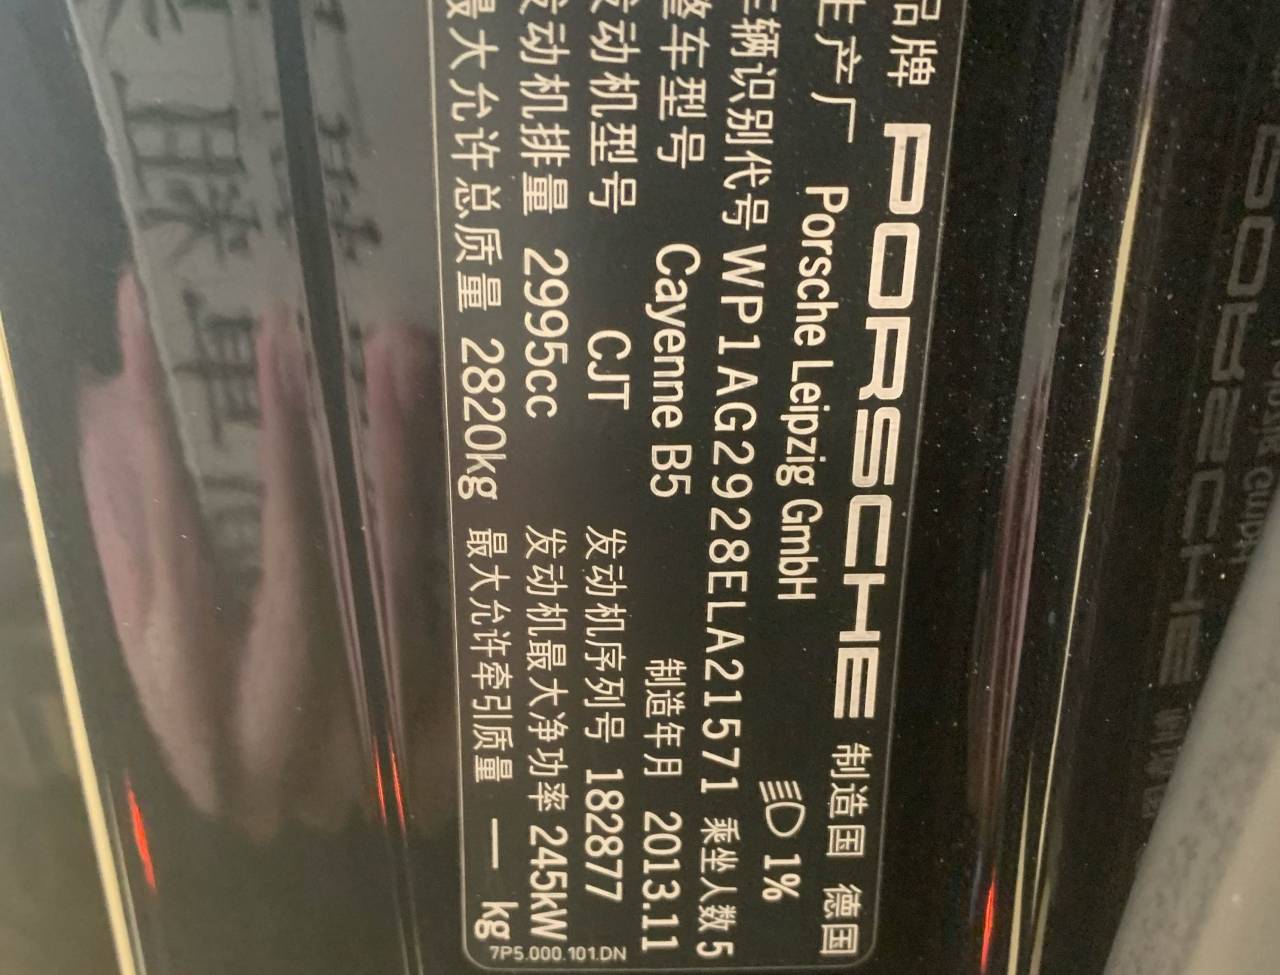 品牌 PORSCHE 制造国 德国
生产厂 Porsche Leipzig GmbH 1%
车辆识别代号 WP1AG2928ELA21571 乘坐人数 5
整车型号 Cayenne B5 制造年月 2013.11
发动机型号 CJT 发动机序列号 182877
发动机排量 2995cc 发动机最大净功率 245kW
最大允许总质量 2820kg 最大允许牵引质量 — kg
7P5.000.101.DN